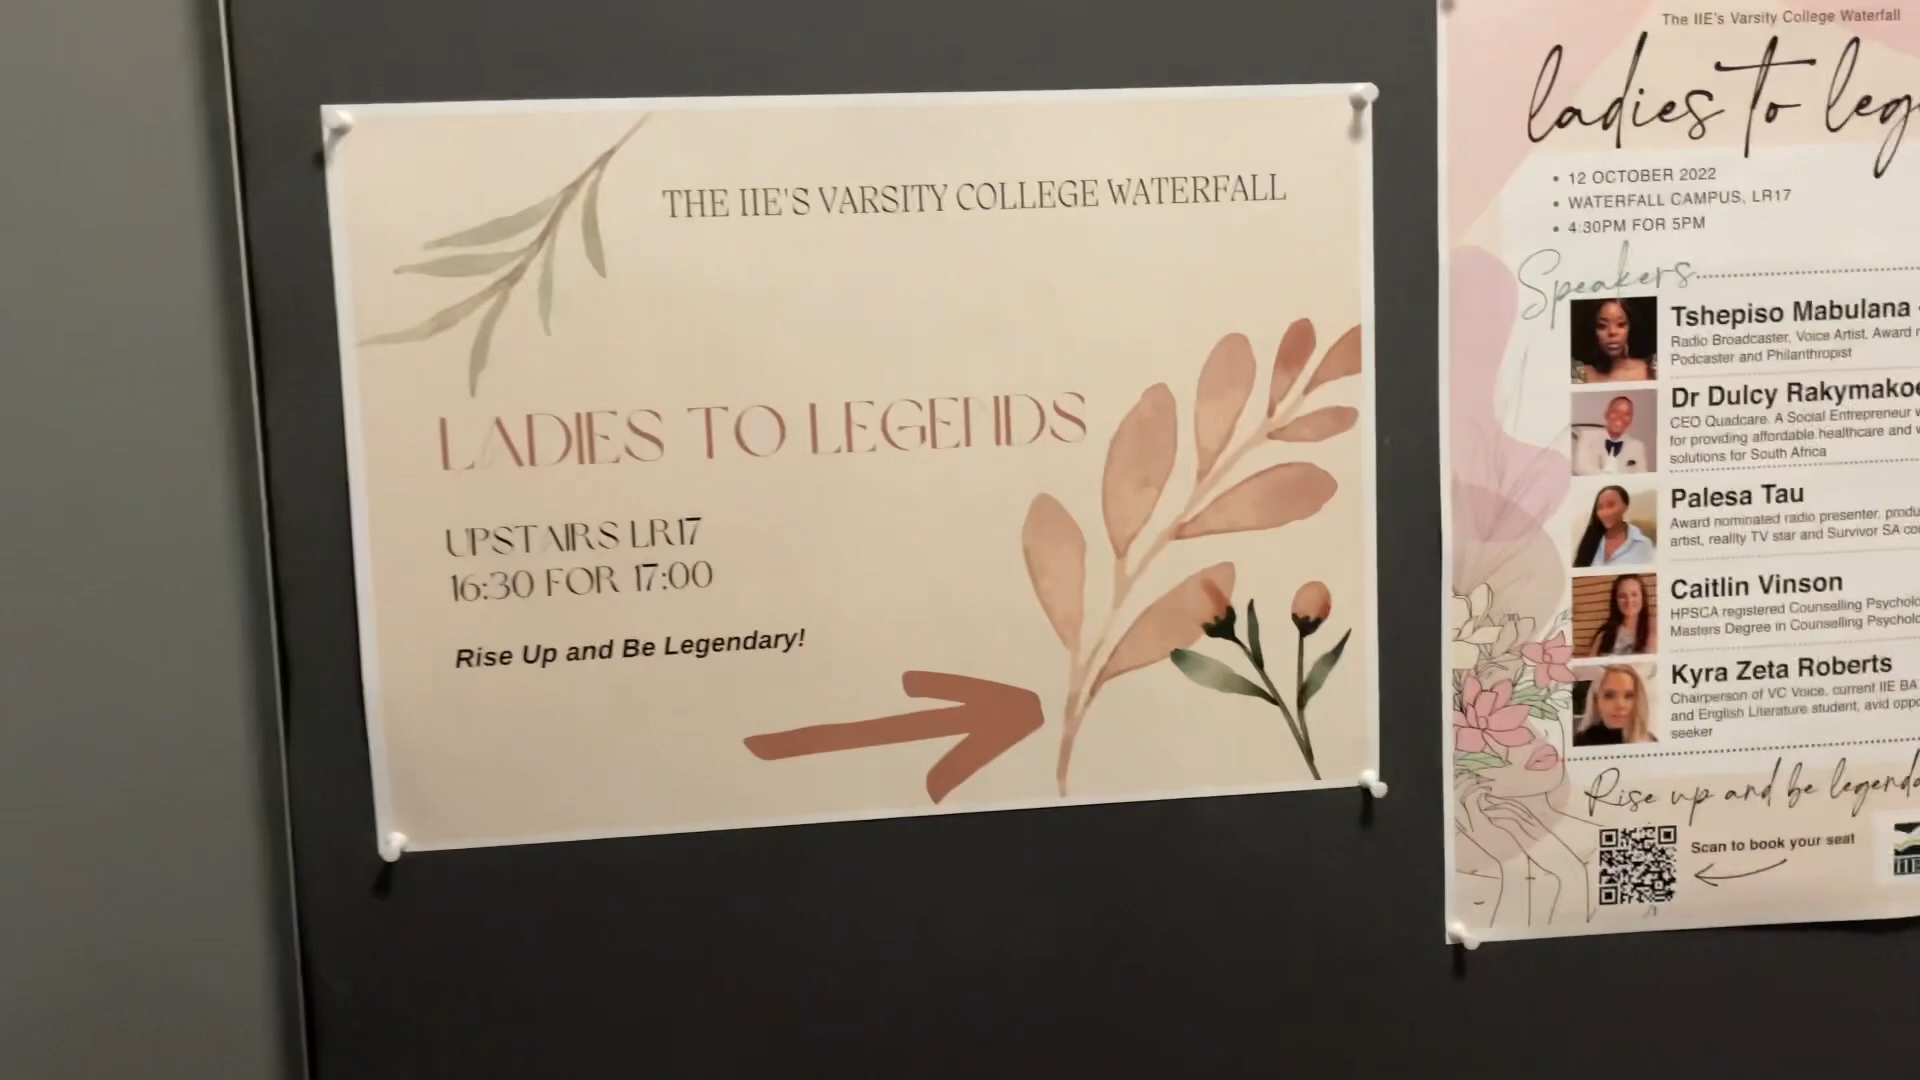 THE IIE'S VARSITY COLLEGE WATERFALL
LADIES TO LEGENDS
UPSTAIRS LR17
16:30 FOR 17:00
Rise Up and Be Legendary!
The IIE's Varsity College Waterfall
ladies to
• 12 OCTOBER 2022
• WATERFALL CAMPUS, LR17
• 4:30PM FOR 5PM
Speakers
Tshepiso Mabulana
Radio Broadcaster, Voice Artist, Award
Podcaster and Philanthropist
Dr Dulcy
CEO Quadcare. A Social Entrepreneur
for providing affordable healthcare and
solutions for South Africa
Palesa Tau
Award nominated radio presenter,
artist, reality TV star and Survivor SA
Caitlin Vinson
HPSCA registered Counselling
Masters Degree in Counselling
Kyra Zeta Roberts
Chairperson of VC Voice, current IIE BA
and English Literature student, avid
seeker
Rise up and be
Scan to book your seat